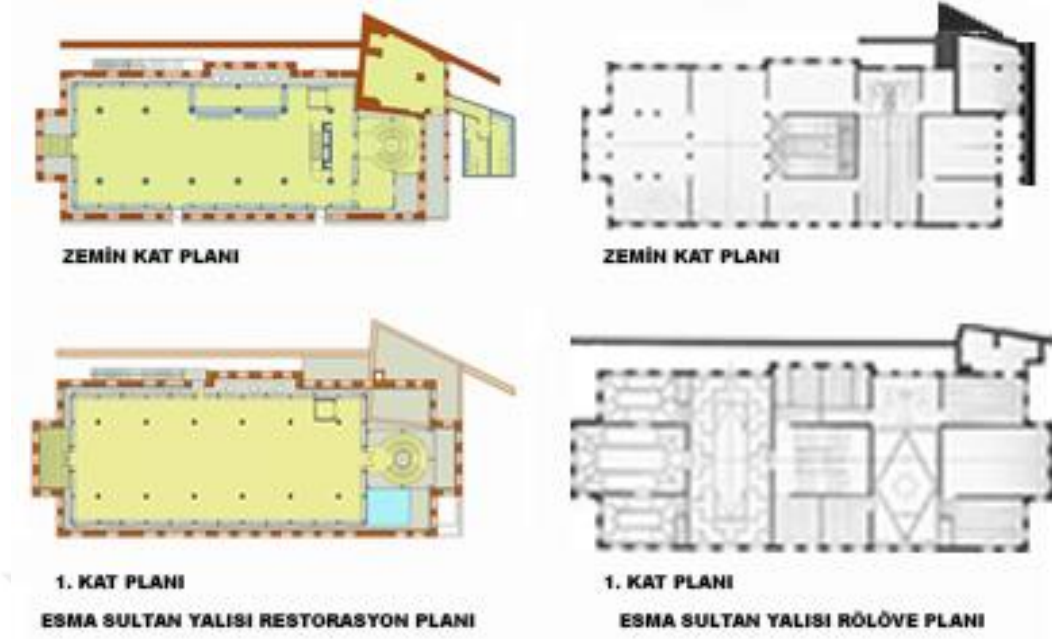 ZEMİN KAT PLANI
ZEMİN KAT PLANI
1. KAT PLANI
1. KAT PLANI
ESMA SULTAN YALISI RESTORASYON PLANI
ESMA SULTAN YALISI RÖLÖVE PLANI